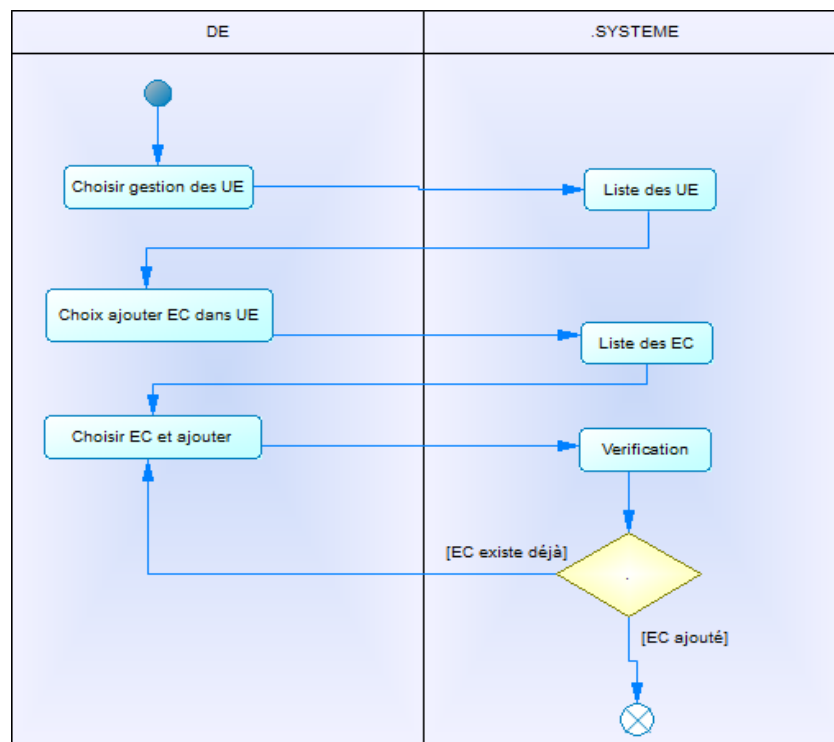 DE
.SYSTEME
Choisir gestion des UE
Liste des UE
Choix ajouter EC dans UE
Liste des EC
Choisir EC et ajouter
Verification
[EC existe déjà]
.
[EC ajouté]